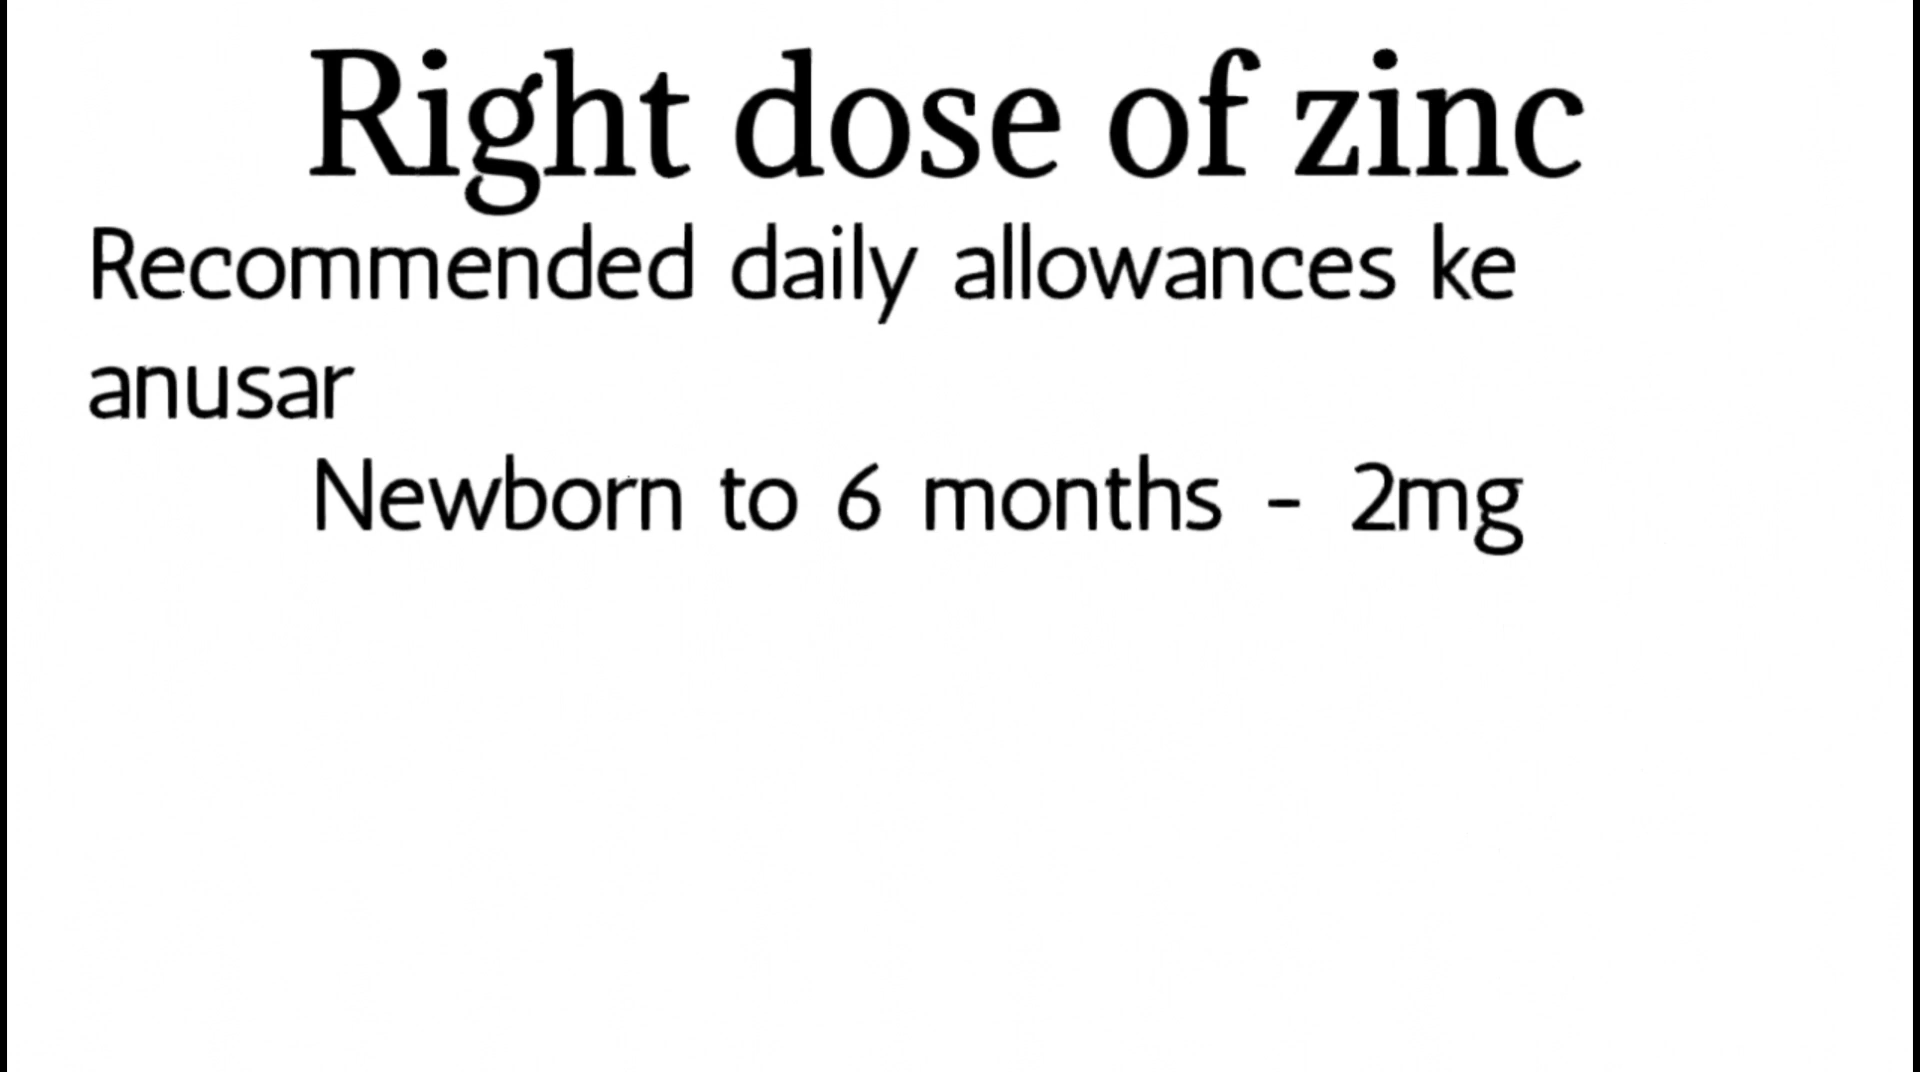 Right dose of zinc
Recommended daily allowances ke
anusar
Newborn to 6 months - 2mg